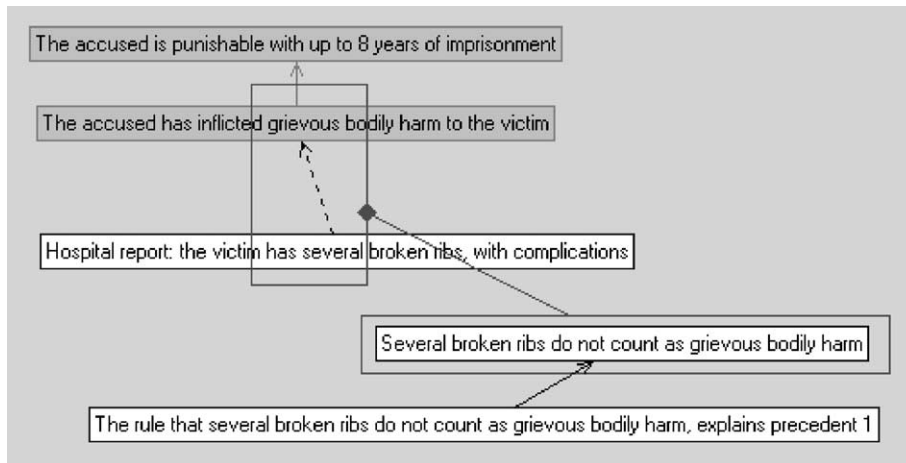 The accused is punishable with up to 8 years of imprisonment
The accused has inflicted grievous bodily harm to the victim
Hospital report: the victim has several broken ribs, with complications
Several broken ribs do not count as grievous bodily harm
The rule that several broken ribs do not count as grievous bodily harm, explains precedent 1